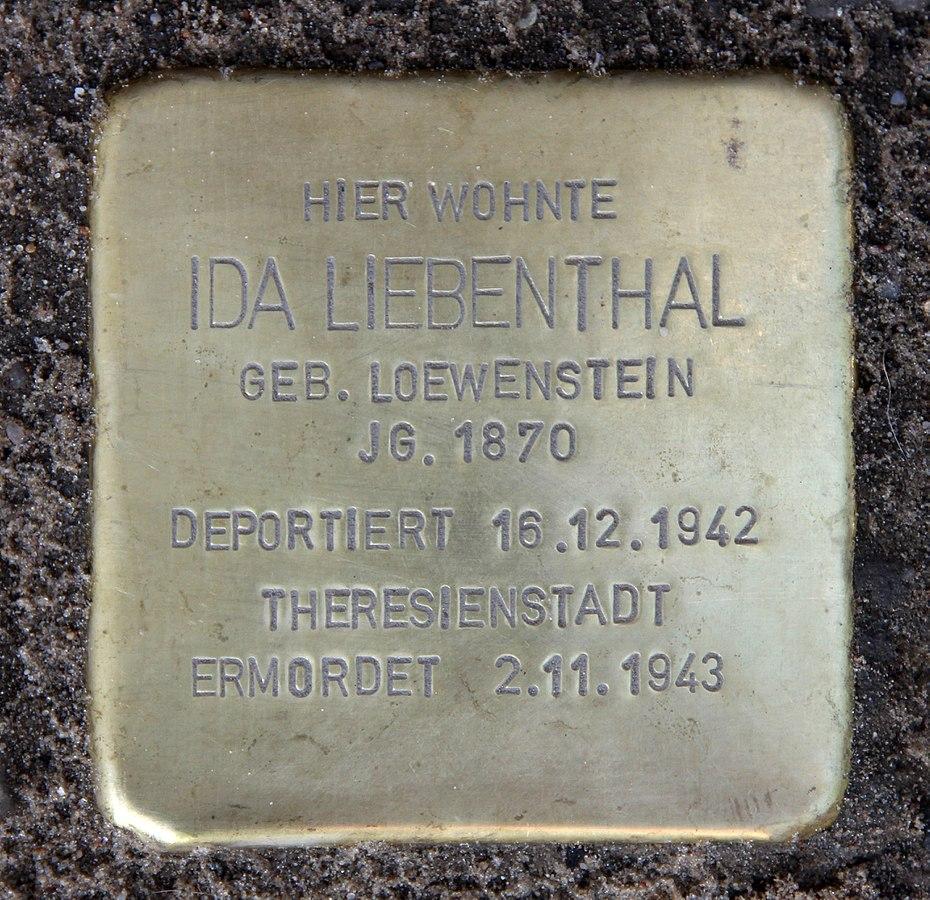 HIER WOHNTE
IDA LIEBENTHAL
GEB. LOEWENSTEIN
JG. 1870
DEPORTIERT 16.12.1942
THERESIENSTADT
ERMORDET 2.11.1943